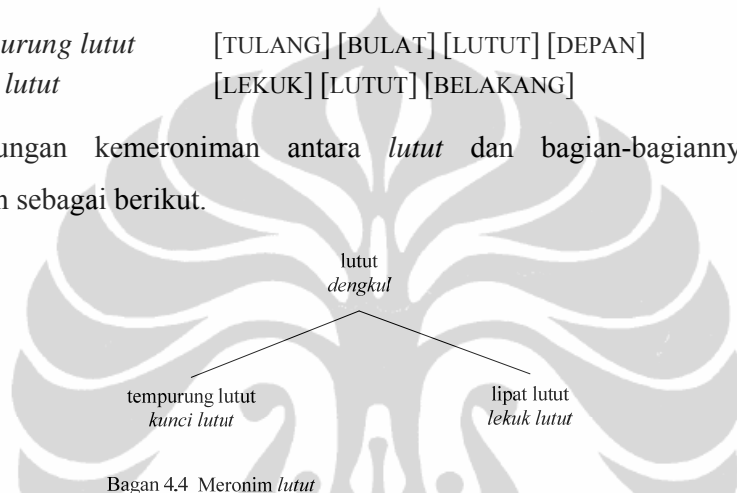 urung lutut [TULANG] [BULAT] [LUTUT] [DEPAN]
lutut [LEKUK] [LUTUT] [BELAKANG]
ungan kemeroniman antara lutut dan bagian-bagianny
n sebagai berikut.
lutut
dengkul
tempurung lutut lipat lutut
kunci lutut lekuk lutut
Bagan 4.4 Meronim lutut